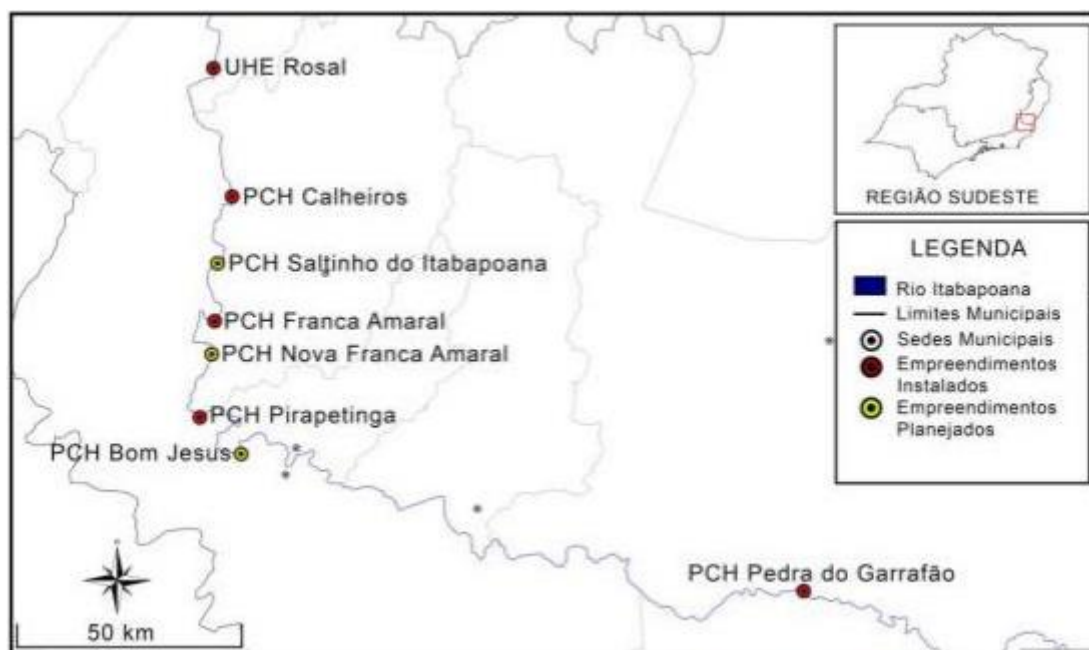 UHE Rosal
PCH Calheiros
PCH Saltinho do Itabapoana
PCH Franca Amaral
PCH Nova Franca Amaral
PCH Pirapetinga
PCH Bom Jesus
PCH Pedra do Garrafão
50 km
REGIÃO SUDESTE
LEGENDA
Rio Itabapoana
Limites Municipais
Sedes Municipais
Empreendimentos
Instalados
Empreendimentos
Planejados